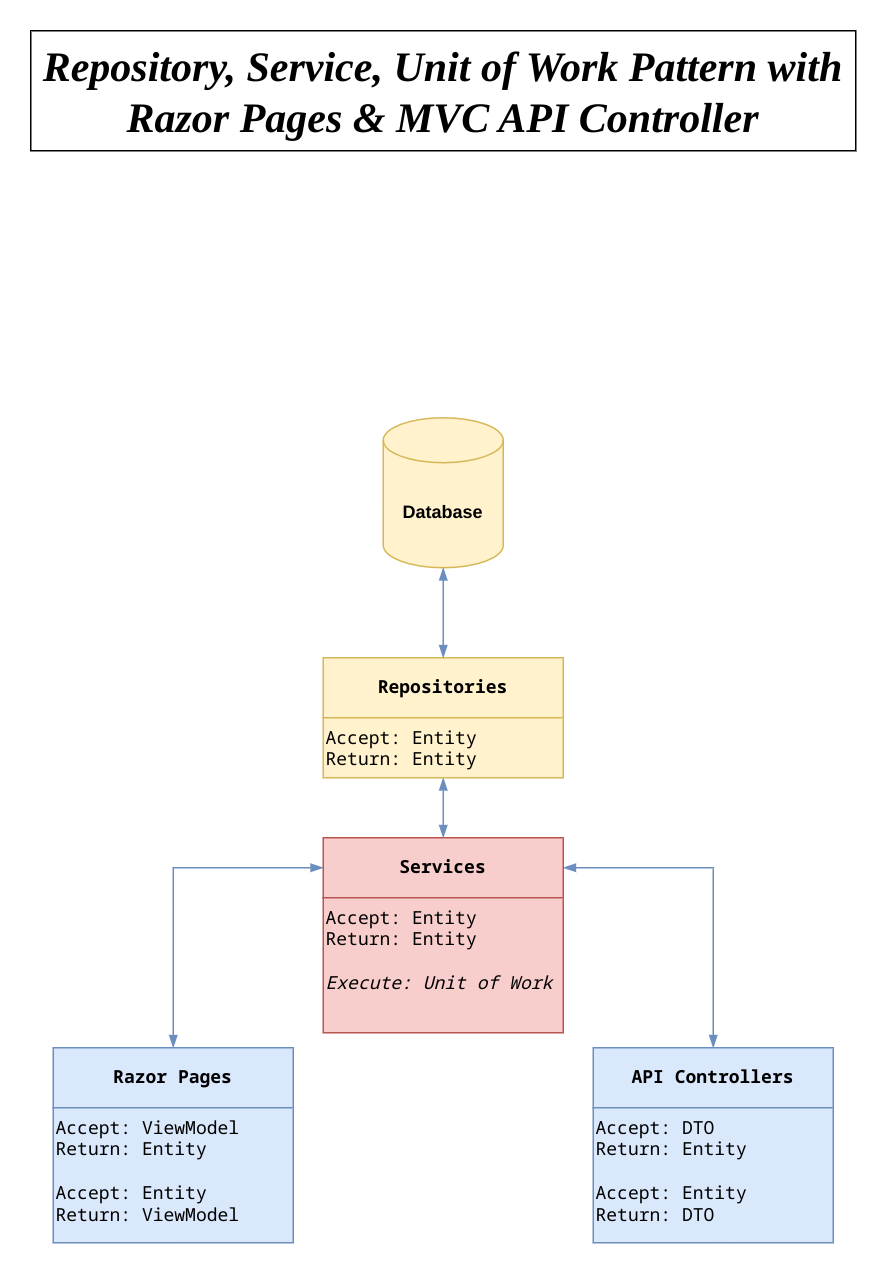 Repository, Service, Unit of Work Pattern with
Razor Pages & MVC API Controller
Database
Repositories
Accept: Entity
Return: Entity
Services
Accept: Entity
Return: Entity
Execute: Unit of Work
Razor Pages
Accept: ViewModel
Return: Entity
Accept: Entity
Return: ViewModel
API Controllers
Accept: DTO
Return: Entity
Accept: Entity
Return: DTO